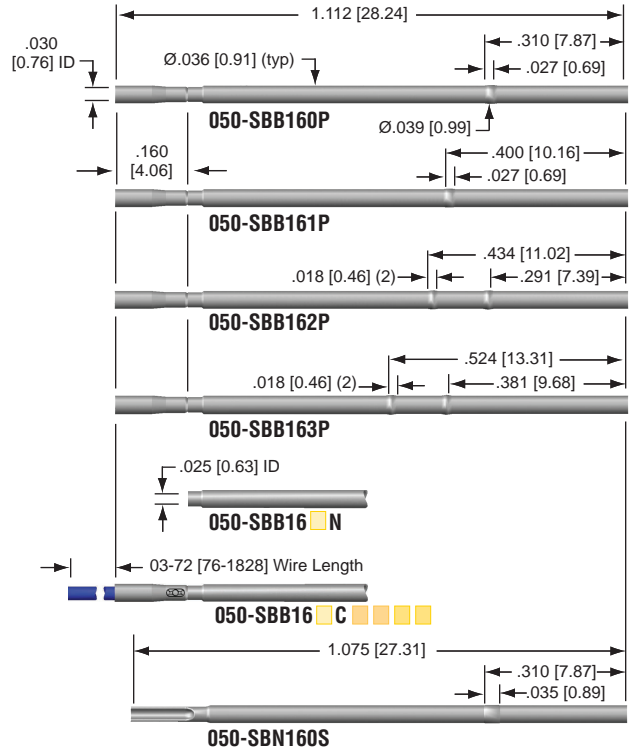 1.112 [28.24]
.030
[0.76] ID
Ø.036 [0.91] (typ)
.310 [7.87]
.027 [0.69]
050-SBB160P
Ø.039 [0.99]
.160
[4.06]
.400 [10.16]
.027 [0.69]
050-SBB161P
.434 [11.02]
.018 [0.46] (2)
.291 [7.39]
050-SBB162P
.524 [13.31]
.018 [0.46] (2)
.381 [9.68]
050-SBB163P
.025 [0.63] ID
050-SBB16 N
03-72 [76-1828] Wire Length
050-SBB16 C
1.075 [27.31]
.310 [7.87]
.035 [0.89]
050-SBN160S